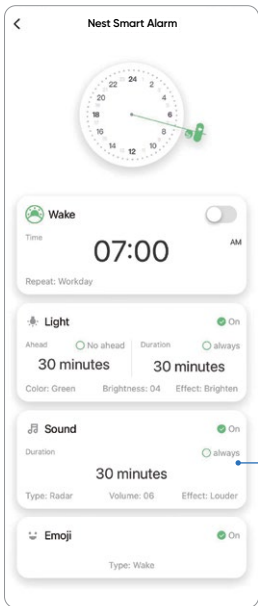 Nest Smart Alarm
24
22 2
20 4
18 6
16 8
14 10
12
Wake
Time
07:00 AM
Repeat: Workday
Light On
Ahead No ahead Duration always
30 minutes 30 minutes
Color: Green Brightness: 04 Effect: Brighten
Sound On
Duration always
30 minutes
Type: Radar Volume: 06 Effect: Louder
Emoji On
Type: Wake